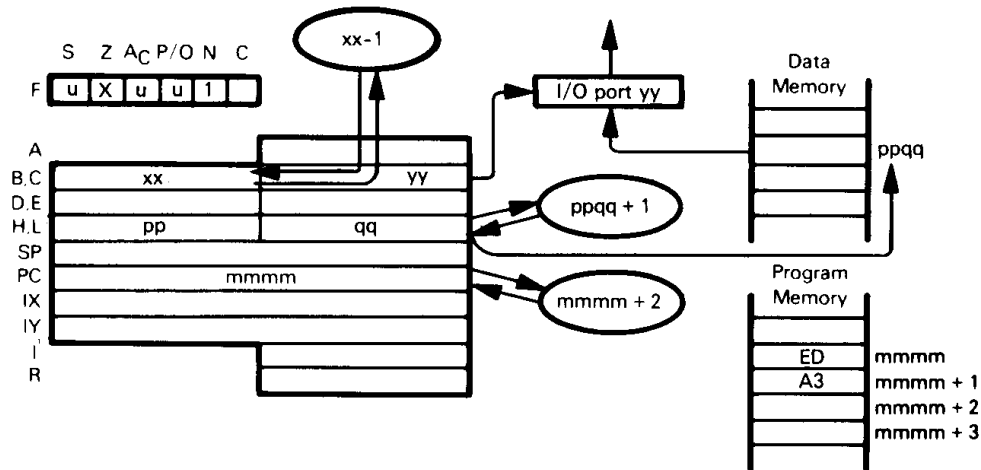 xx-1
S Z AC P/O N C
F u X u u 1
I/O port yy
Data
Memory
ppqq
A
B,C xx yy
D,E
H,L pp qq
ppqq + 1
SP
PC mmmm
mmmm + 2
IX
IY
I
R
Program
Memory
ED mmmm
A3 mmmm + 1
mmmm + 2
mmmm + 3